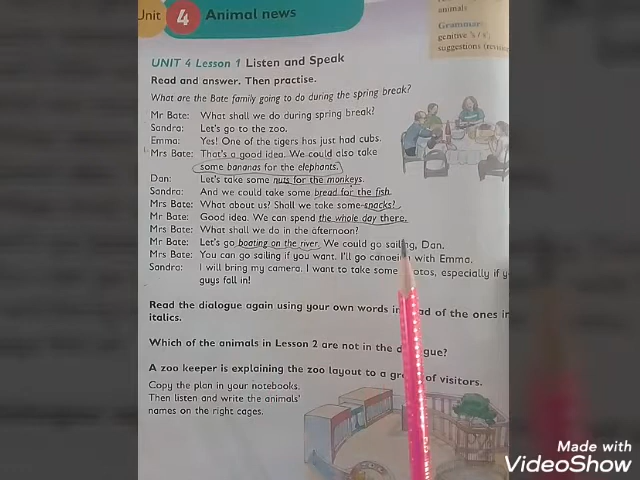 Unit 4 Animal news
animals
Grammar:
genitive 's / s';
suggestions
UNIT 4 Lesson 1 Listen and Speak
Read and answer. Then practise.
What are the Bate family going to do during the spring break?
Mr Bate: What shall we do during spring break?
Sandra: Let's go to the zoo.
Emma: Yes! One of the tigers has just had cubs.
Mrs Bate: That's a good idea. We could also take
some bananas for the elephants.
Dan: Let's take some nuts for the monkeys.
Sandra: And we could take some bread for the fish.
Mrs Bate: What about us? Shall we take some snacks?
Mr Bate: Good idea. We can spend the whole day there.
Mrs Bate: What shall we do in the afternoon?
Mr Bate: Let's go boating on the river. We could go sailing, Dan.
Mrs Bate: You can go sailing if you want. I'll go canoeing with Emma.
Sandra: I will bring my camera. I want to take some photos, especially if
guys fall in!
Read the dialogue again using your own words instead of the ones in
italics.
Which of the animals in Lesson 2 are not in the dialogue?
A zoo keeper is explaining the zoo layout to a group of visitors.
Copy the plan in your notebooks.
Then listen and write the animals'
names on the right cages.
Made with
VideoShow